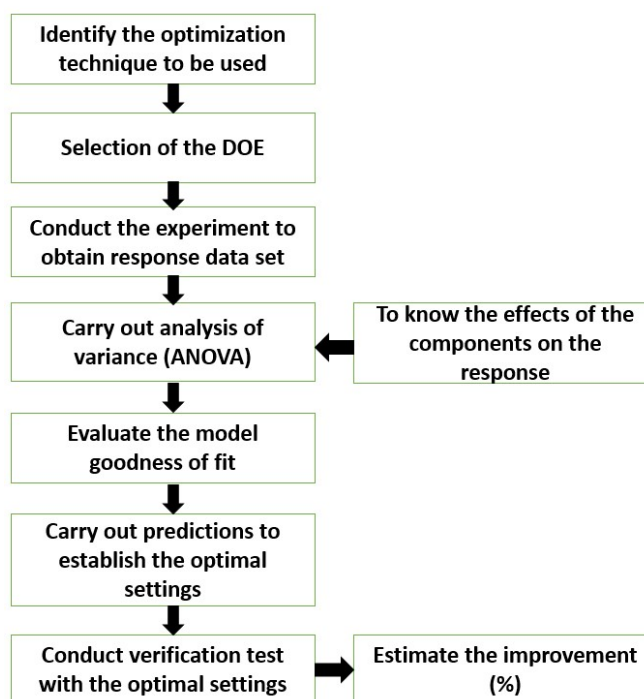 Identify the optimization
technique to be used
Selection of the DOE
Conduct the experiment to
obtain response data set
Carry out analysis of
variance (ANOVA)
To know the effects of the
components on the
response
Evaluate the model
goodness of fit
Carry out predictions to
establish the optimal
settings
Conduct verification test
with the optimal settings
Estimate the improvement
(%)